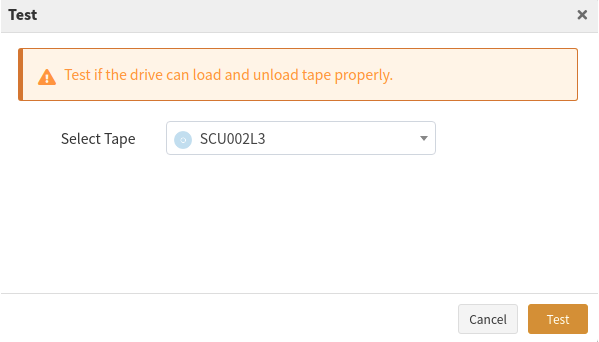 Test
Test if the drive can load and unload tape properly.
Select Tape
SCU002L3
Cancel
Test